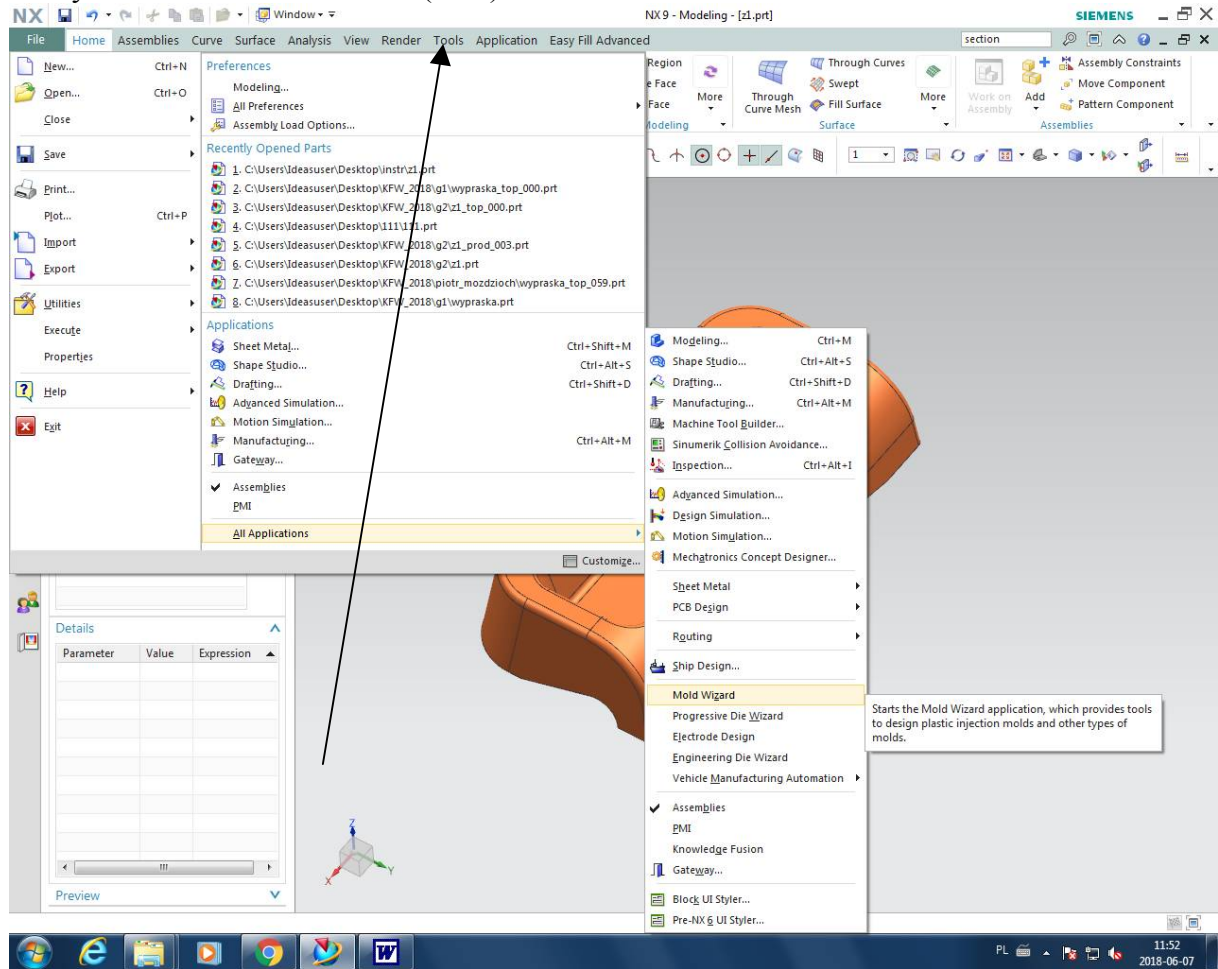 NX Window NX 9 - Modeling - [z1.prt] SIEMENS
File Home Assemblies Curve Surface Analysis View Render Tools Application Easy Fill Advanced section
New... Ctrl+N
Open... Ctrl+O
Close
Save
Print...
Plot... Ctrl+P
Import
Export
Utilities
Execute
Properties
Help
Exit
Preferences
Modeling...
All Preferences
Assembly Load Options...
Recently Opened Parts
1. C:\Users\Ideasuser\Desktop\instr\z1.prt
2. C:\Users\Ideasuser\Desktop\KFW_2018\g1\wypraska_top_000.prt
3. C:\Users\Ideasuser\Desktop\KFW_2018\g2\z1_top_000.prt
4. C:\Users\Ideasuser\Desktop\111\111.prt
5. C:\Users\Ideasuser\Desktop\KFW_2018\g2\z1_prod_003.prt
6. C:\Users\Ideasuser\Desktop\KFW_2018\g2\z1.prt
7. C:\Users\Ideasuser\Desktop\KFW_2018\piotr_mozdzioch\wypraska_top_059.prt
8. C:\Users\Ideasuser\Desktop\KFW_2018\g1\wypraska.prt
Applications
Sheet Metal... Ctrl+Shift+M
Shape Studio... Ctrl+Alt+S
Drafting... Ctrl+Shift+D
Advanced Simulation...
Motion Simulation...
Manufacturing... Ctrl+Alt+M
Gateway...
Assemblies
PMI
All Applications
Customize...
Region
e Face
Face
More
Modeling
Through
Curve Mesh
Through Curves
Swept
Fill Surface
More
Surface
Work on
Assembly
Add
Assembly Constraints
Move Component
Pattern Component
Assemblies
1
Modeling... Ctrl+M
Shape Studio... Ctrl+Alt+S
Drafting... Ctrl+Shift+D
Manufacturing... Ctrl+Alt+M
Machine Tool Builder...
Sinumerik Collision Avoidance...
Inspection... Ctrl+Alt+I
Advanced Simulation...
Design Simulation...
Motion Simulation...
Mechatronics Concept Designer...
Sheet Metal
PCB Design
Routing
Ship Design...
Mold Wizard
Progressive Die Wizard
Electrode Design
Engineering Die Wizard
Vehicle Manufacturing Automation
Assemblies
PMI
Knowledge Fusion
Gateway...
Block UI Styler...
Pre-NX 6 UI Styler...
Starts the Mold Wizard application, which provides tools
to design plastic injection molds and other types of
molds.
Details
Parameter Value Expression
Preview
Z
Y
X
W
PL 11:52
2018-06-07